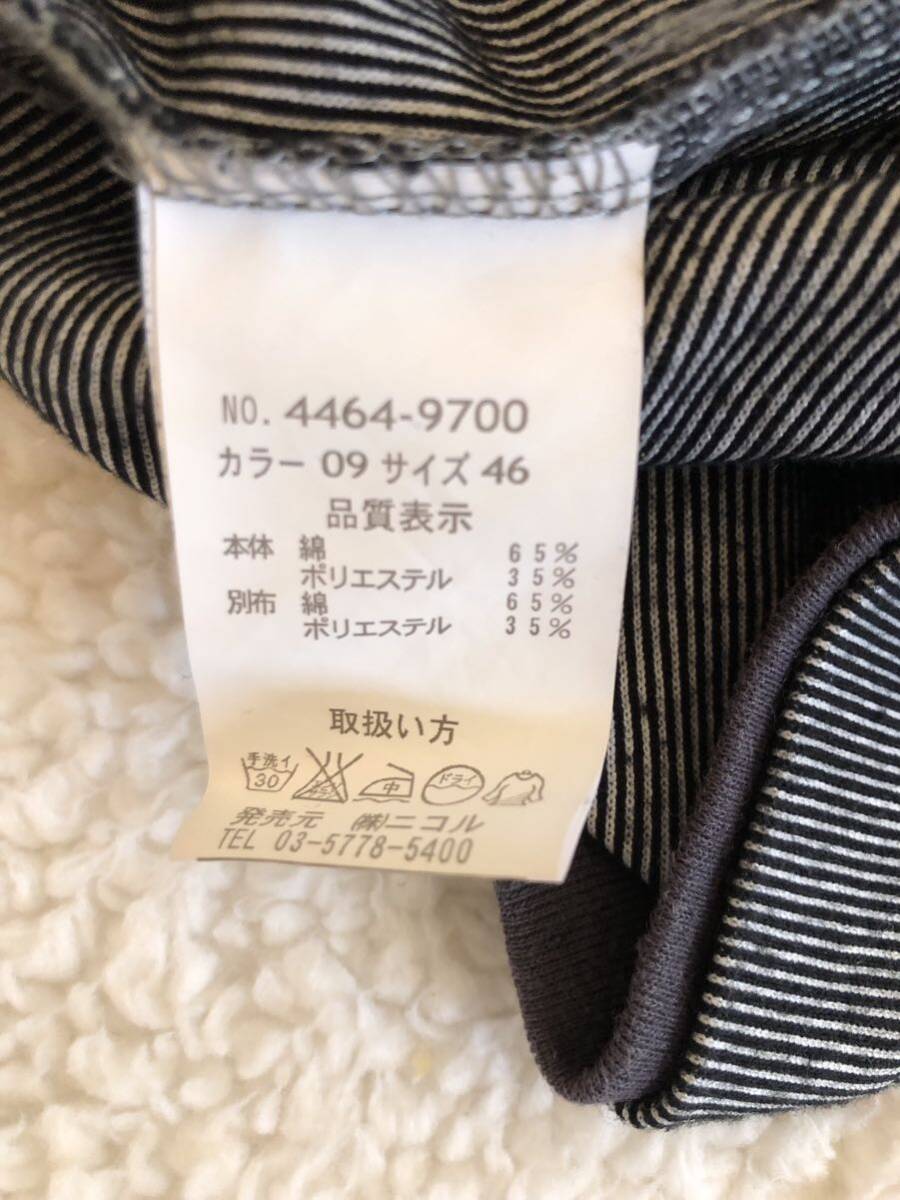 NO. 4464-9700
カラー 09 サイズ 46
品質表示
本体 綿 65%
ポリエステル 35%
別布 綿 65%
ポリエステル 35%
取扱い方
手洗イ 30 中 ドライ
発売元 ㈱ニコル
TEL 03-5778-5400